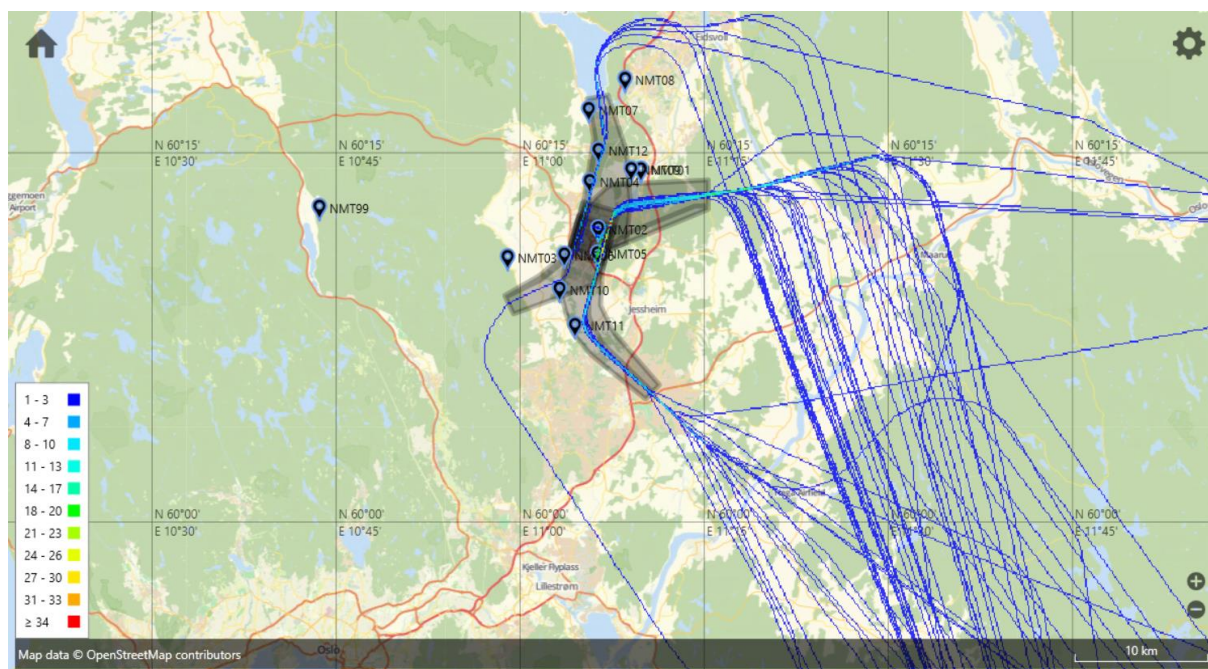 Eidsvoll
NMT08
NMT07
N 60°15'
E 10°30'
N 60°15'
E 10°45'
N 60°15'
E 11°00'
NMT12
N 60°15'
E 11°15'
N 60°15'
E 11°30'
N 60°15'
E 11°45'
NMT04
ggemoen
Airport
NMT99
Oslo
NMT02
NMT03
NMT05
Maarud
NMT10
Jessheim
NMT11
1 - 3
4 - 7
8 - 10
11 - 13
14 - 17
18 - 20
21 - 23
24 - 26
27 - 30
31 - 33
≥ 34
N 60°00'
E 10°30'
N 60°00'
E 10°45'
N 60°00'
E 11°00'
N 60°00'
E 11°15'
N 60°00'
E 11°30'
N 60°00'
E 11°45'
Kjeller Flyplass
Lillestrøm
Oslo
Map data © OpenStreetMap contributors
10 km